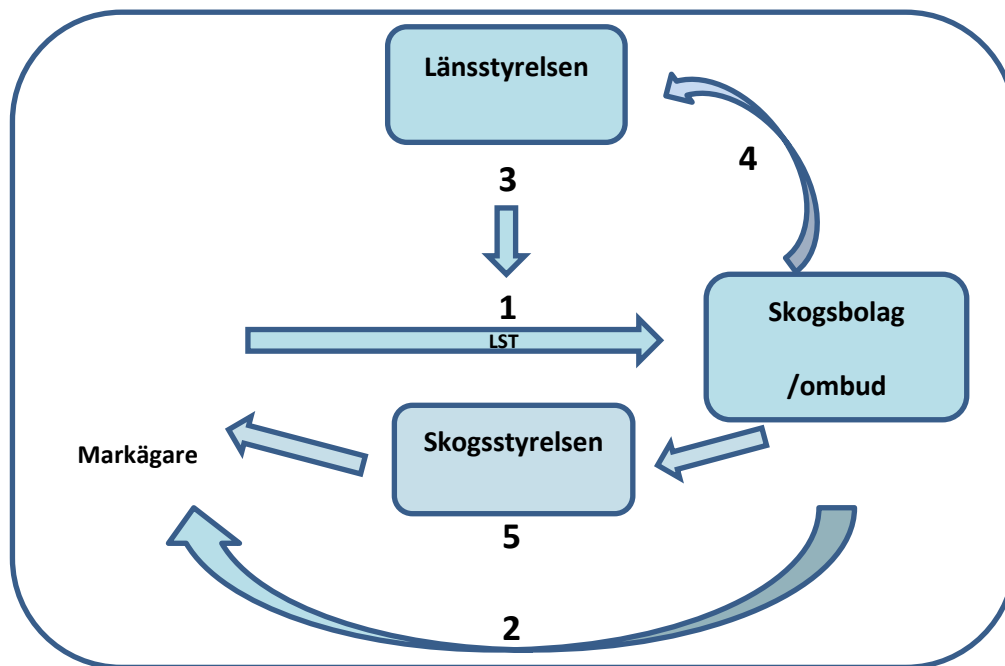 Länsstyrelsen
4
3
1
LST
Skogsbolag
/ombud
Skogsstyrelsen
Markägare
5
2